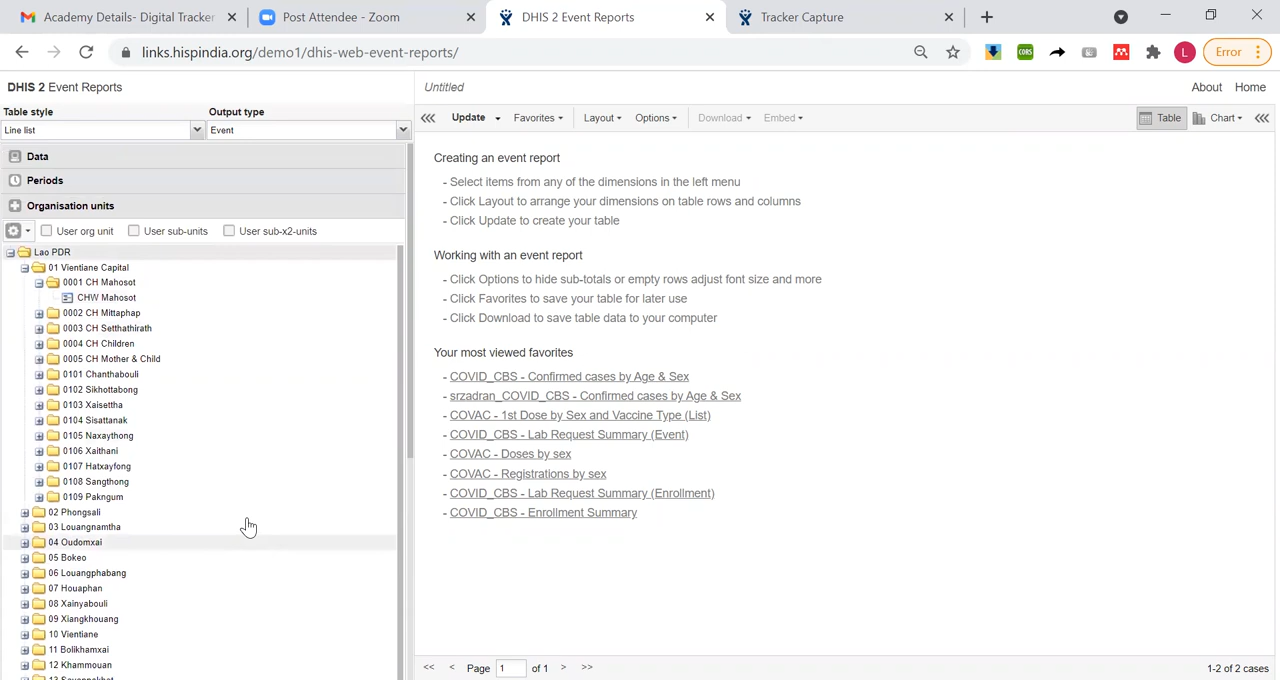 Academy Details- Digital Tracker
Post Attendee - Zoom
DHIS 2 Event Reports
Tracker Capture
links.hispindia.org/demo1/dhis-web-event-reports/
CORS
L
Error
DHIS 2 Event Reports
Untitled
About
Home
Table style
Output type
Line list
Event
Update
Favorites
Layout
Options
Download
Embed
Table
Chart
Data
Periods
Organisation units
User org unit
User sub-units
User sub-x2-units
Lao PDR
01 Vientiane Capital
0001 CH Mahosot
CHW Mahosot
0002 CH Mittaphap
0003 CH Setthathirath
0004 CH Children
0005 CH Mother & Child
0101 Chanthabouli
0102 Sikhottabong
0103 Xaisettha
0104 Sisattanak
0105 Naxaythong
0106 Xaithani
0107 Hatxayfong
0108 Sangthong
0109 Pakngum
02 Phongsali
03 Louangnamtha
04 Oudomxai
05 Bokeo
06 Louangphabang
07 Houaphan
08 Xainyabouli
09 Xiangkhouang
10 Vientiane
11 Bolikhamxai
12 Khammouan
13 Savannakhet
Creating an event report
- Select items from any of the dimensions in the left menu
- Click Layout to arrange your dimensions on table rows and columns
- Click Update to create your table
Working with an event report
- Click Options to hide sub-totals or empty rows adjust font size and more
- Click Favorites to save your table for later use
- Click Download to save table data to your computer
Your most viewed favorites
- COVID_CBS - Confirmed cases by Age & Sex
- srzadran_COVID_CBS - Confirmed cases by Age & Sex
- COVAC - 1st Dose by Sex and Vaccine Type (List)
- COVID_CBS - Lab Request Summary (Event)
- COVAC - Doses by sex
- COVAC - Registrations by sex
- COVID_CBS - Lab Request Summary (Enrollment)
- COVID_CBS - Enrollment Summary
<< < Page 1 of 1 > >>
1-2 of 2 cases